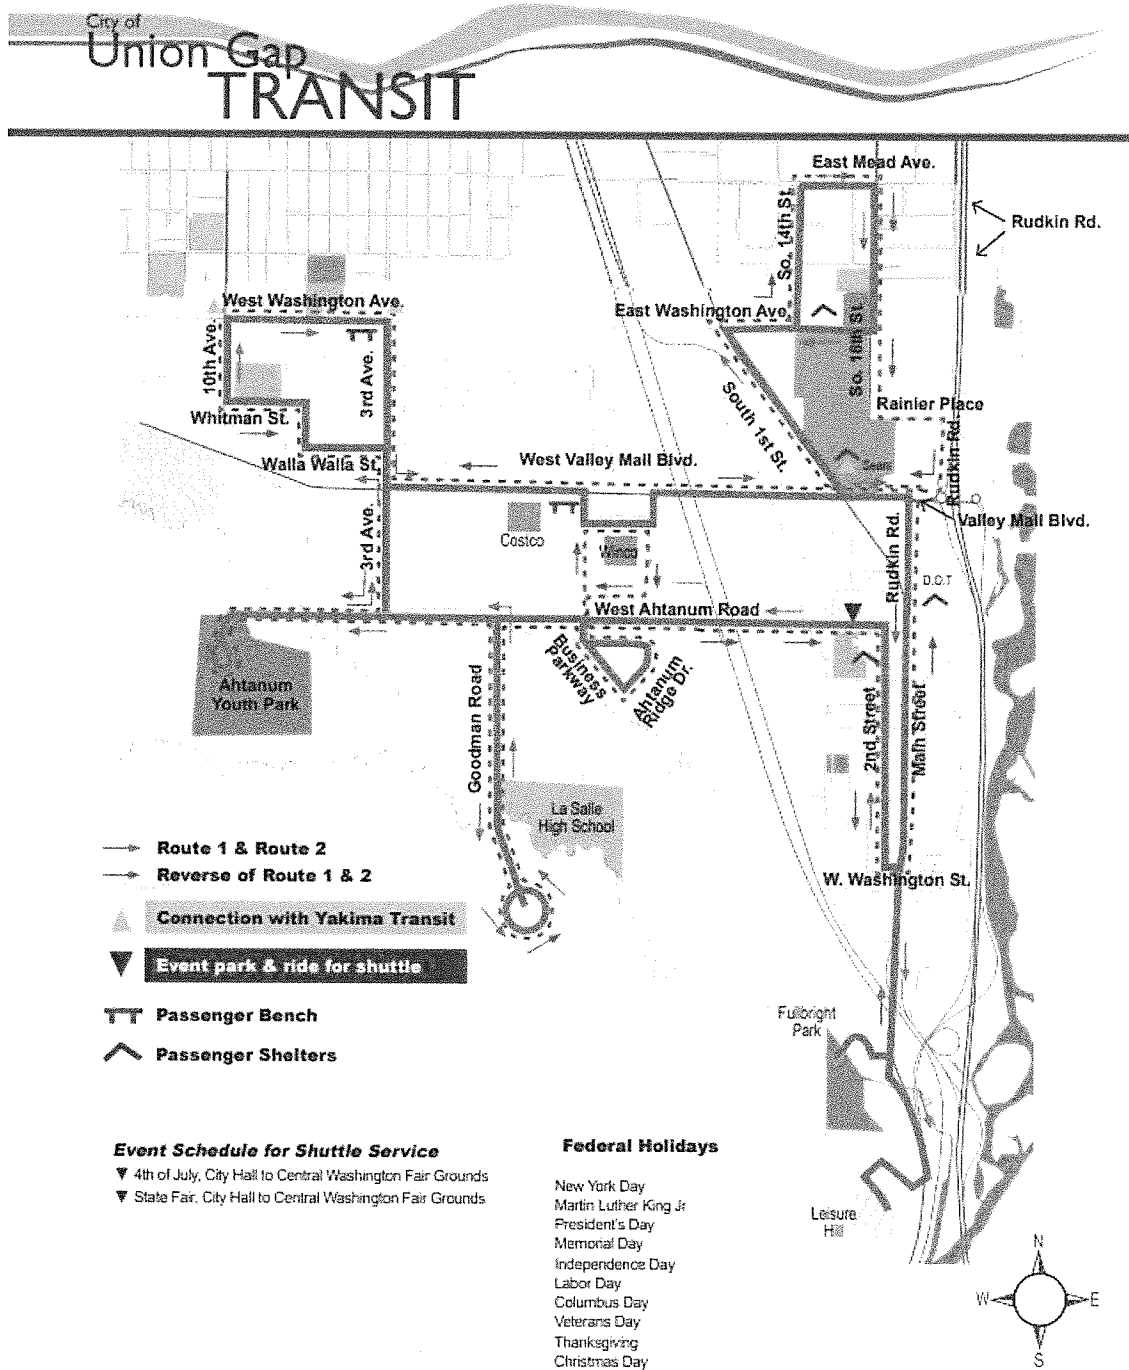 City of
Union Gap
TRANSIT
East Mead Ave.
Rudkin Rd.
So. 14th St.
West Washington Ave.
East Washington Ave.
So. 16th St.
10th Ave.
3rd Ave.
South 1st St.
Rainier Place
Whitman St.
Rudkin Rd.
Walla Walla St.
West Valley Mall Blvd.
Sears
Valley Mall Blvd.
Costco
Winco
3rd Ave.
Rudkin Rd.
D.O.T
West Ahtanum Road
Business
Parkway
Ahtanum
Ridge Dr.
Ahtanum
Youth Park
Goodman Road
2nd Street
Main Street
La Salle
High School
W. Washington St.
Route 1 & Route 2
Reverse of Route 1 & 2
Connection with Yakima Transit
Event park & ride for shuttle
Passenger Bench
Passenger Shelters
Fullbright
Park
Leisure
Hill
Event Schedule for Shuttle Service
4th of July, City Hall to Central Washington Fair Grounds
State Fair, City Hall to Central Washington Fair Grounds
Federal Holidays
New York Day
Martin Luther King Jr
President's Day
Memorial Day
Independence Day
Labor Day
Columbus Day
Veterans Day
Thanksgiving
Christmas Day
N
W
E
S